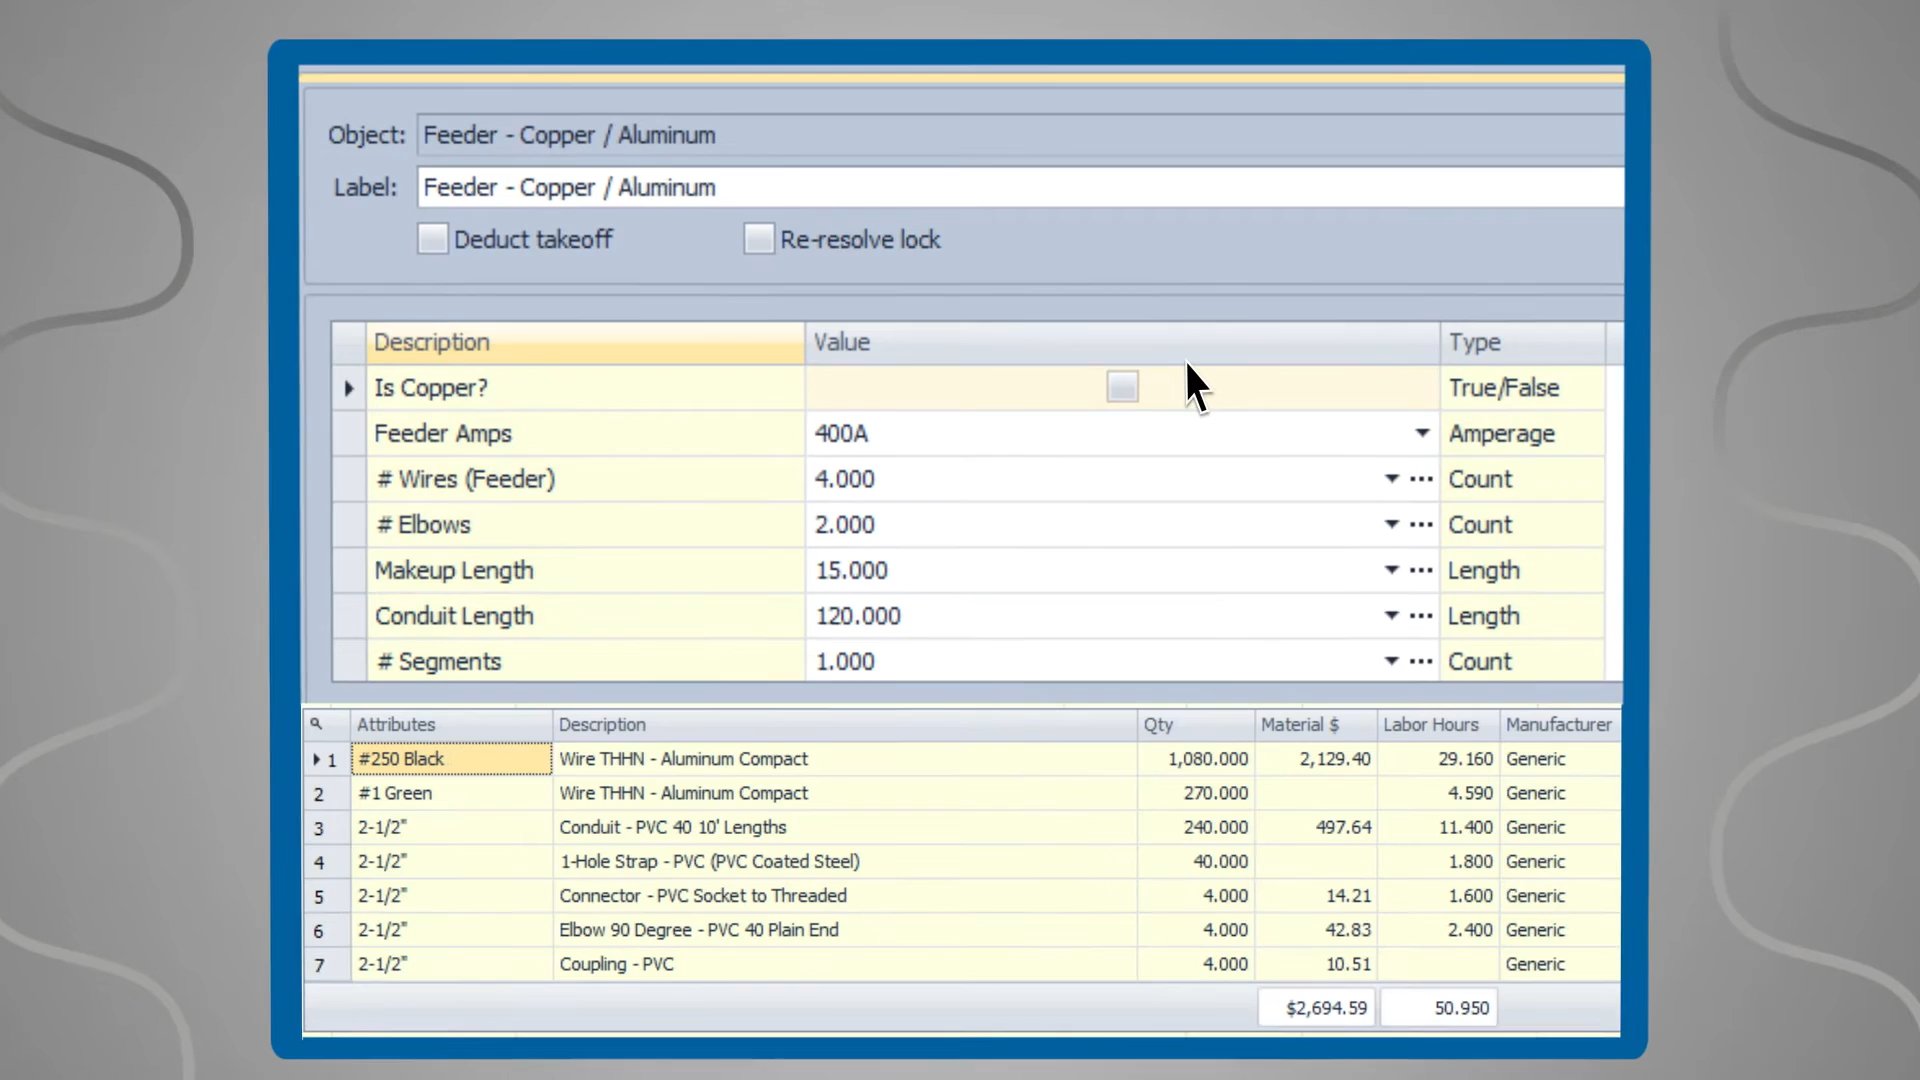 Object: Feeder - Copper / Aluminum
Label: Feeder - Copper / Aluminum
Deduct takeoff Re-resolve lock
Description Value Type
Is Copper? True/False
Feeder Amps 400A Amperage
# Wires (Feeder) 4.000 Count
# Elbows 2.000 Count
Makeup Length 15.000 Length
Conduit Length 120.000 Length
# Segments 1.000 Count
Attributes Description Qty Material $ Labor Hours Manufacturer
1 #250 Black Wire THHN - Aluminum Compact 1,080.000 2,129.40 29.160 Generic
2 #1 Green Wire THHN - Aluminum Compact 270.000 4.590 Generic
3 2-1/2" Conduit - PVC 40 10' Lengths 240.000 497.64 11.400 Generic
4 2-1/2" 1-Hole Strap - PVC (PVC Coated Steel) 40.000 1.800 Generic
5 2-1/2" Connector - PVC Socket to Threaded 4.000 14.21 1.600 Generic
6 2-1/2" Elbow 90 Degree - PVC 40 Plain End 4.000 42.83 2.400 Generic
7 2-1/2" Coupling - PVC 4.000 10.51 Generic
$2,694.59 50.950